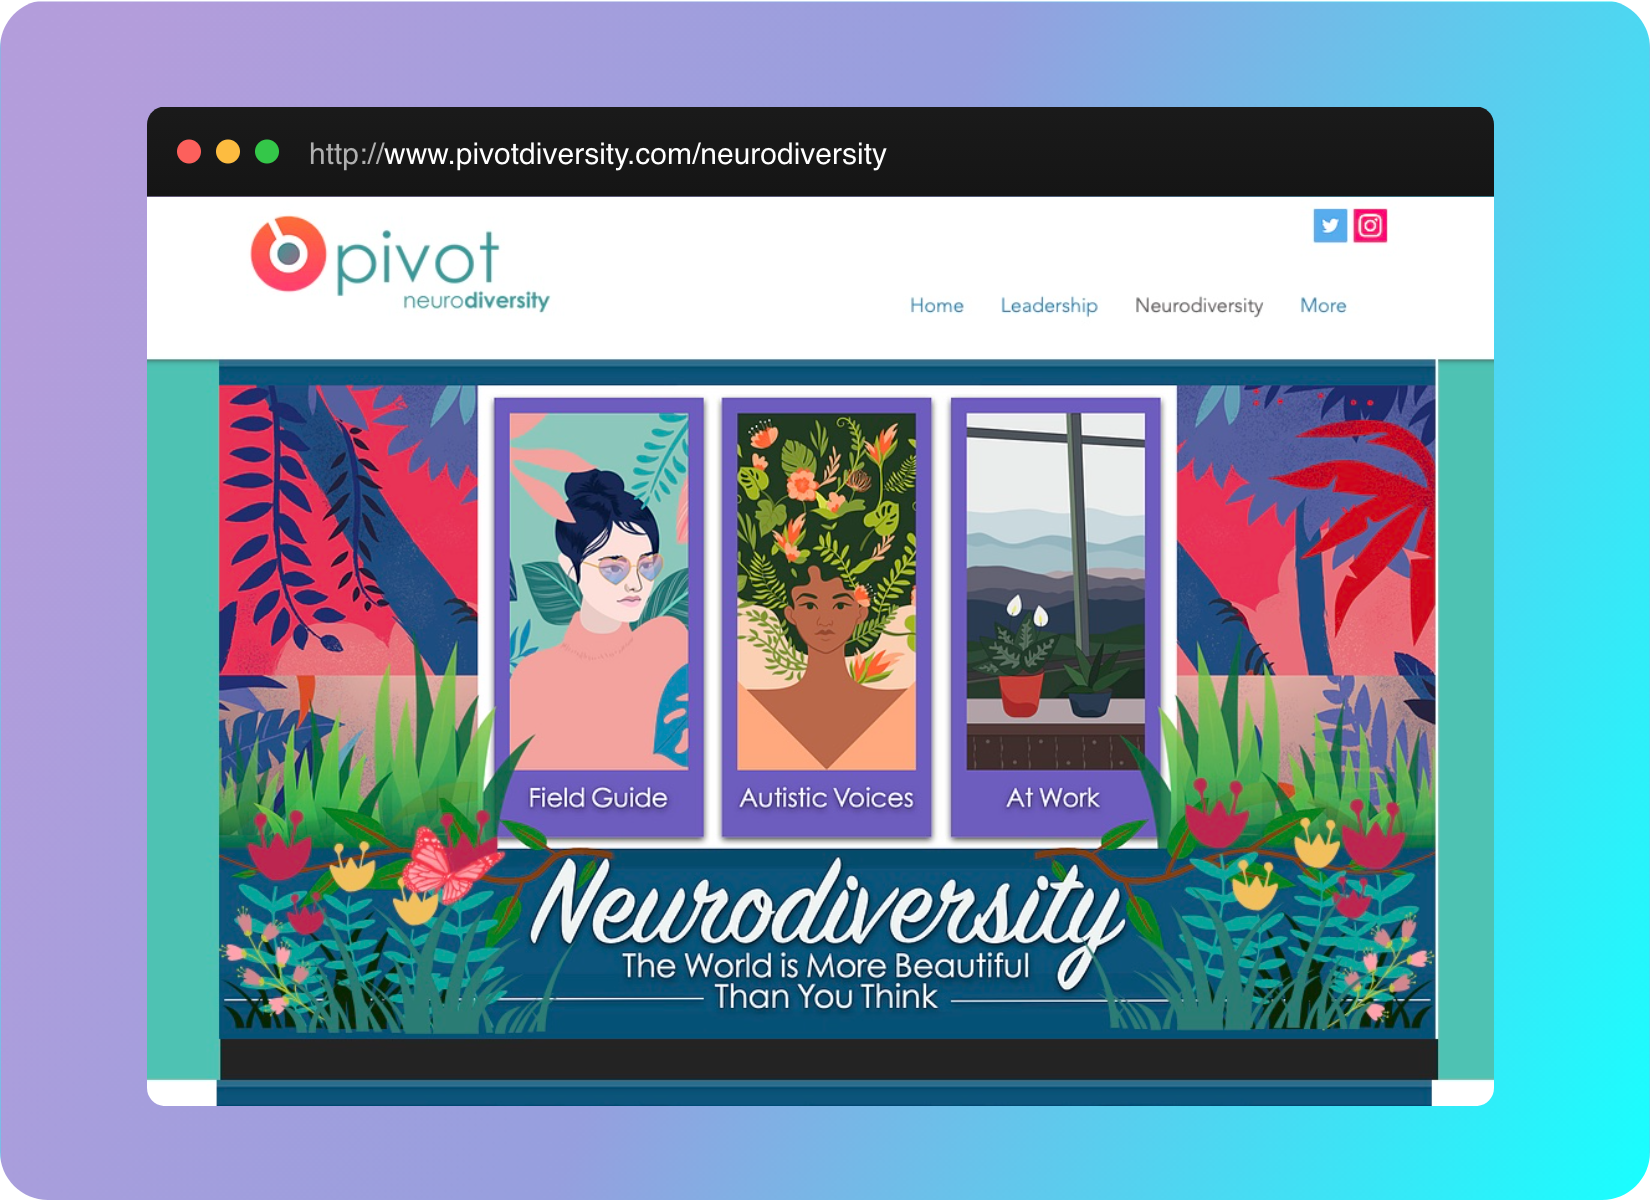 http://www.pivotdiversity.com/neurodiversity
pivot
neurodiversity
Home Leadership Neurodiversity More
Field Guide
Autistic Voices
At Work
Neurodiversity
The World is More Beautiful
Than You Think